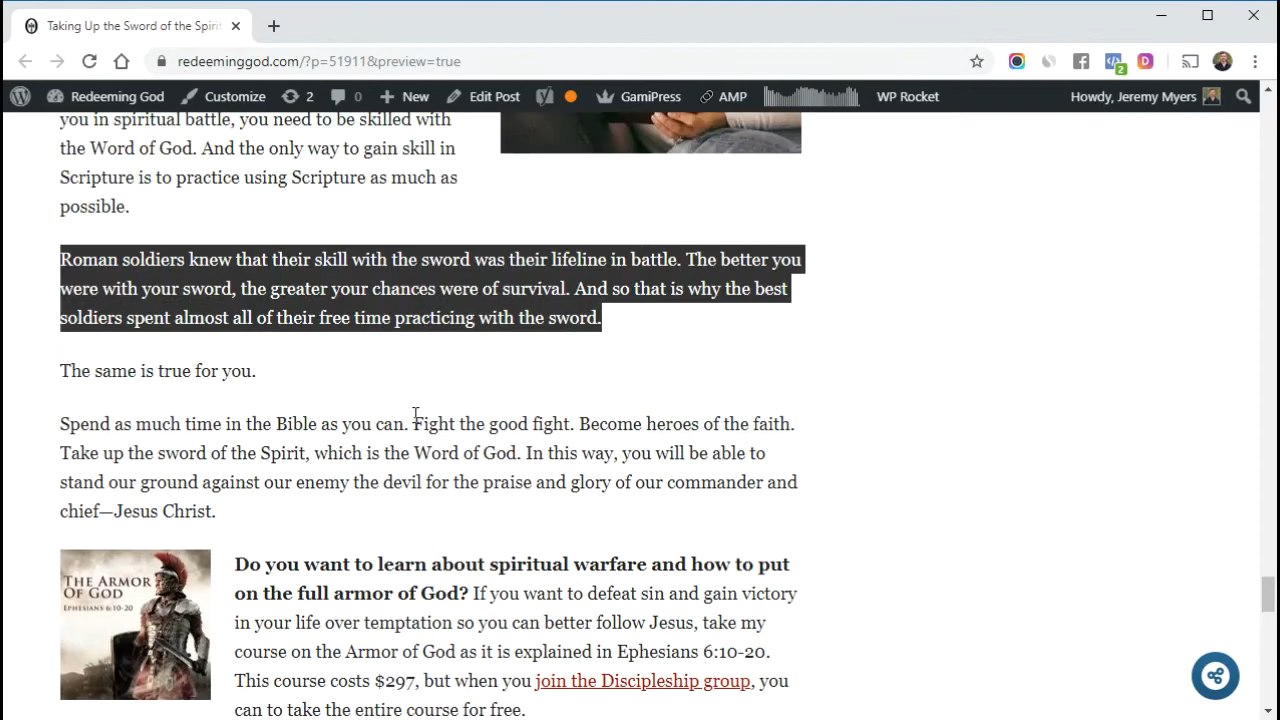 Taking Up the Sword of the Spiri
redeeminggod.com/?p=51911&preview=true
2
Redeeming God
Customize
2
0
New
Edit Post
GamiPress
AMP
WP Rocket
Howdy, Jeremy Myers
you in spiritual battle, you need to be skilled with
the Word of God. And the only way to gain skill in
Scripture is to practice using Scripture as much as
possible.
Roman soldiers knew that their skill with the sword was their lifeline in battle. The better you
were with your sword, the greater your chances were of survival. And so that is why the best
soldiers spent almost all of their free time practicing with the sword.
The same is true for you.
Spend as much time in the Bible as you can. Fight the good fight. Become heroes of the faith.
Take up the sword of the Spirit, which is the Word of God. In this way, you will be able to
stand our ground against our enemy the devil for the praise and glory of our commander and
chief—Jesus Christ.
THE ARMOR
OF GOD
EPHESIANS 6:10-20
Do you want to learn about spiritual warfare and how to put
on the full armor of God? If you want to defeat sin and gain victory
in your life over temptation so you can better follow Jesus, take my
course on the Armor of God as it is explained in Ephesians 6:10-20.
This course costs $297, but when you join the Discipleship group, you
can to take the entire course for free.